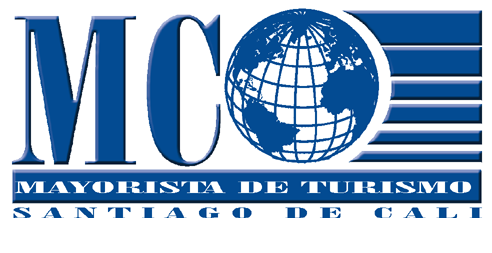 MC
MAYORISTA DE TURISMO
SANTIAGO DE CALI